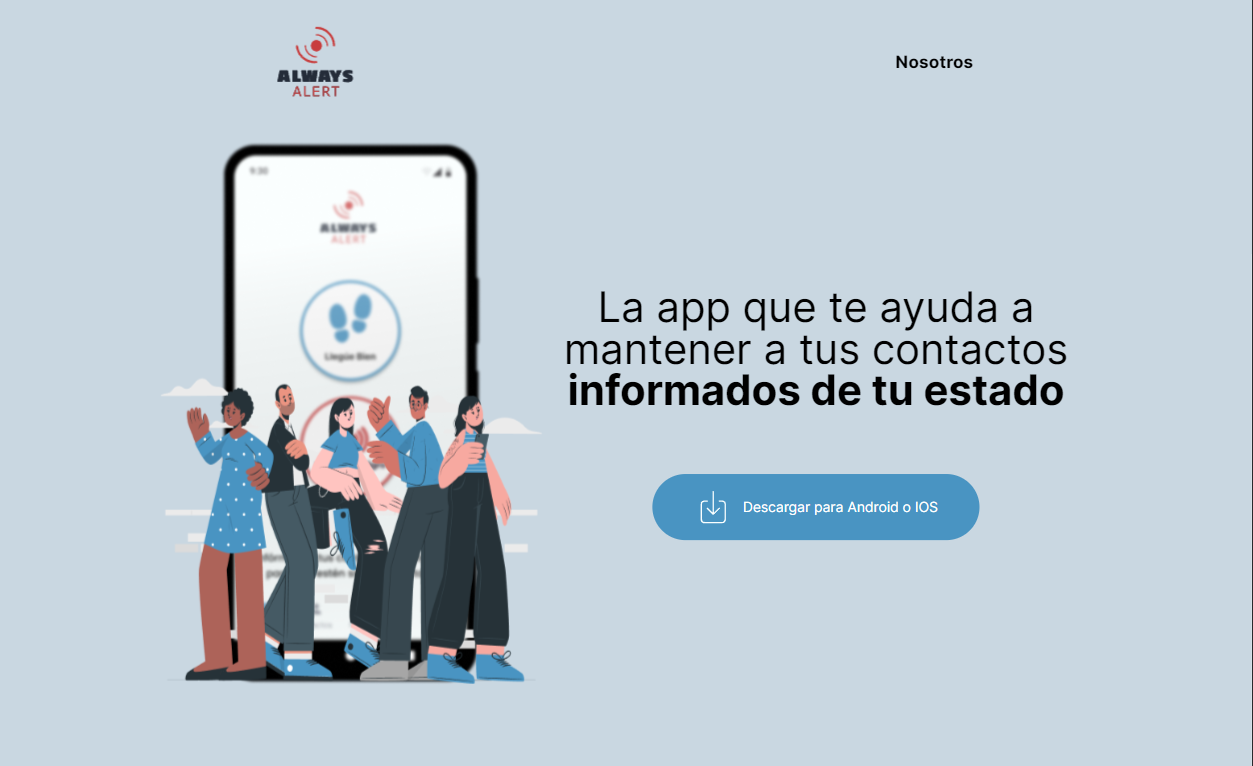 ALWAYS
ALERT
Nosotros
9:30
ALWAYS
ALERT
Llegúe Bien
La app que te ayuda a
mantener a tus contactos
informados de tu estado
Descargar para Android o IOS